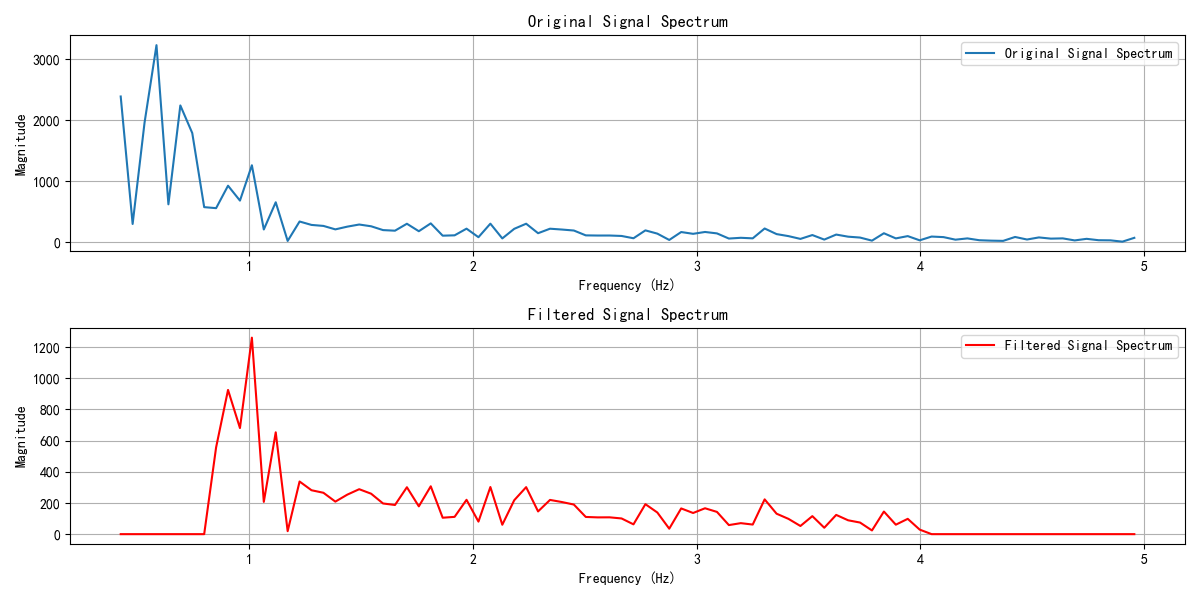 Original Signal Spectrum
Original Signal Spectrum
3000
2000
1000
0
Magnitude
1 2 3 4 5
Frequency (Hz)
Filtered Signal Spectrum
Filtered Signal Spectrum
1200
1000
800
600
400
200
0
Magnitude
1 2 3 4 5
Frequency (Hz)